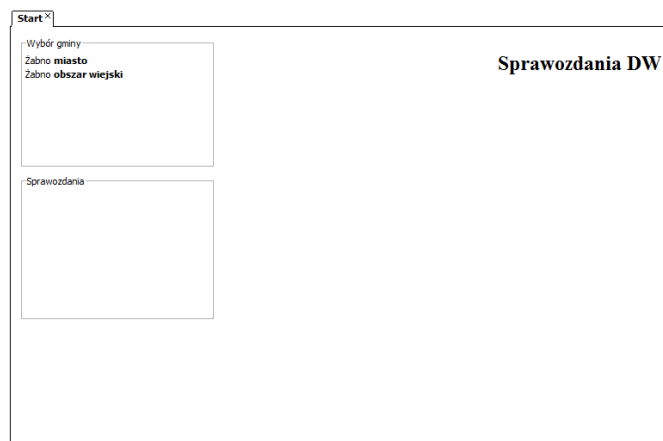 Start
Wybór gminy
Żabno miasto
Żabno obszar wiejski
Sprawozdania DW
Sprawozdania